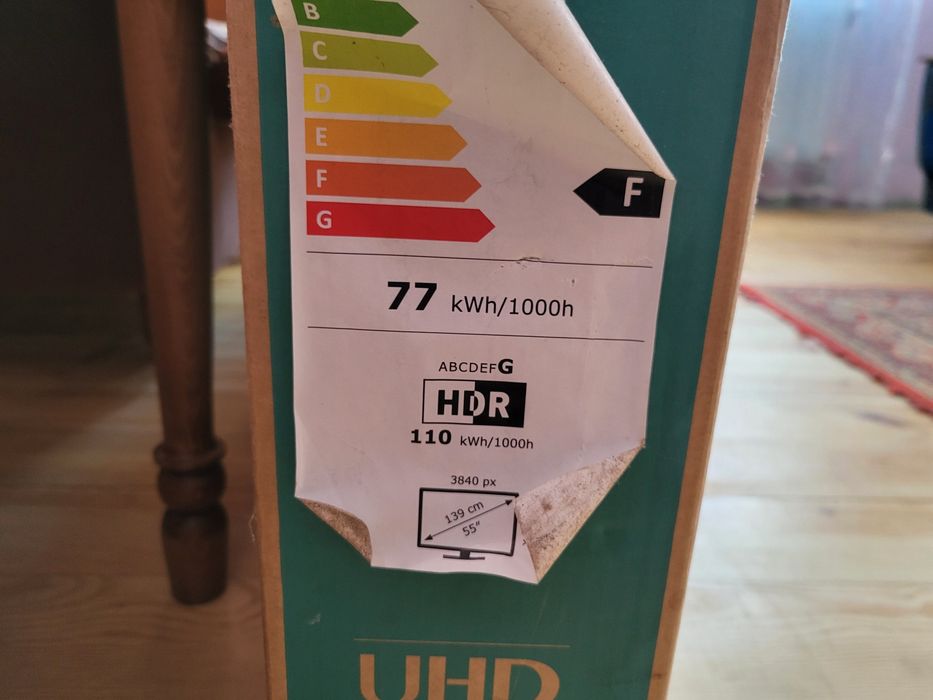 B
C
D
E
F
F
G
77 kWh/1000h
ABCDEFG
HDR
110 kWh/1000h
3840 px
139 cm
55"
UHD